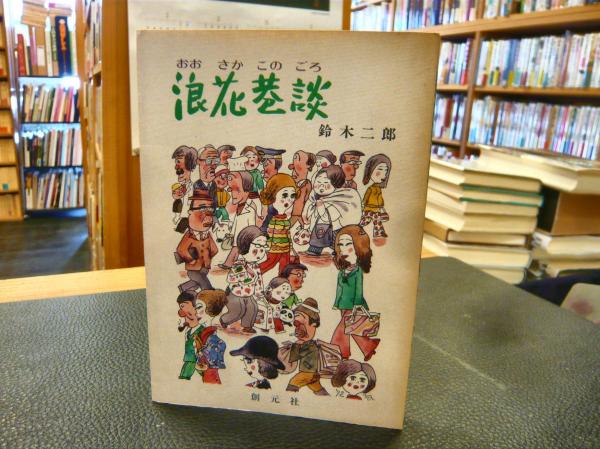 おお さか この ごろ
浪花巷談
鈴木二郎
創元社